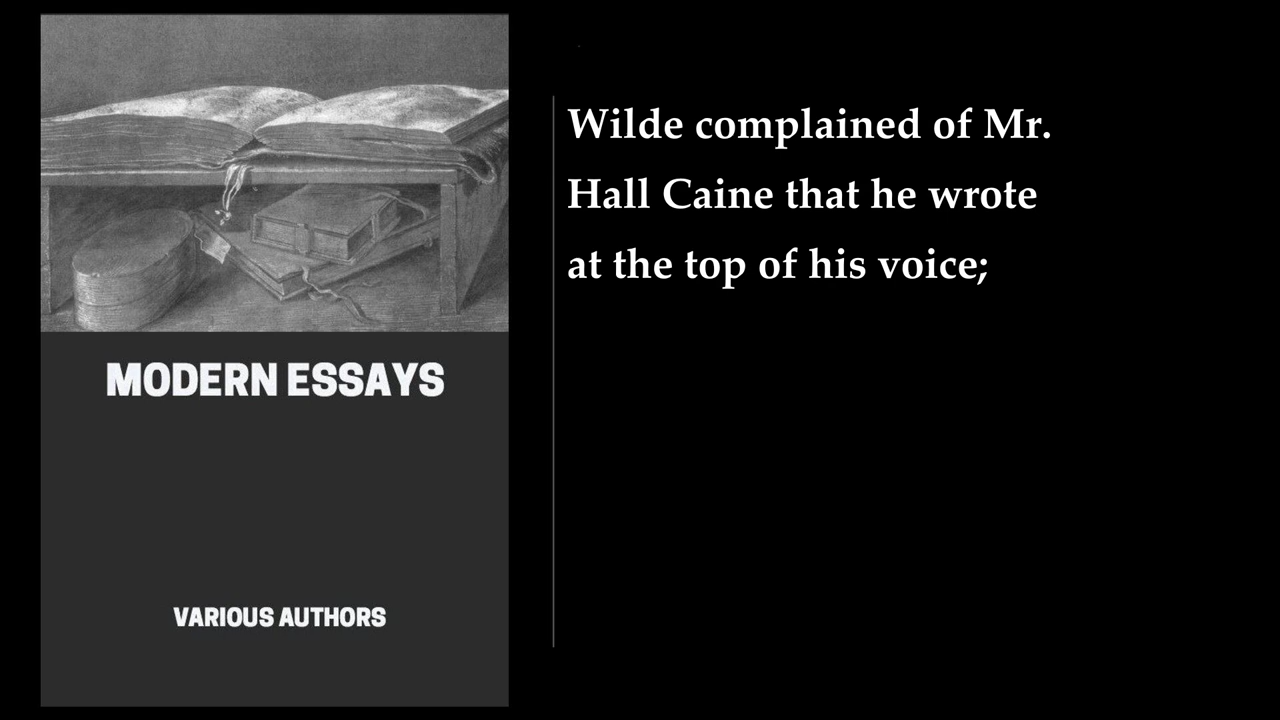 MODERN ESSAYS
VARIOUS AUTHORS
Wilde complained of Mr.
Hall Caine that he wrote
at the top of his voice;